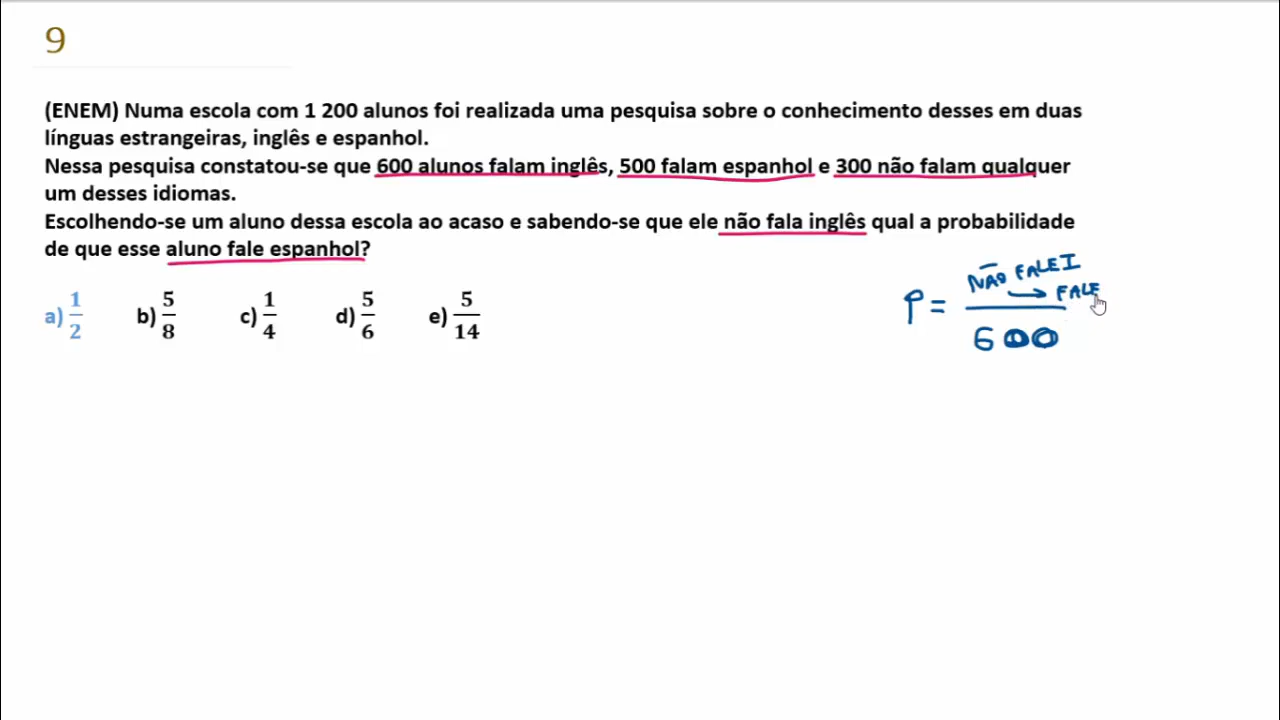 9
(ENEM) Numa escola com 1 200 alunos foi realizada uma pesquisa sobre o conhecimento desses em duas
línguas estrangeiras, inglês e espanhol.
Nessa pesquisa constatou-se que 600 alunos falam inglês, 500 falam espanhol e 300 não falam qualquer
um desses idiomas.
Escolhendo-se um aluno dessa escola ao acaso e sabendo-se que ele não fala inglês qual a probabilidade
de que esse aluno fale espanhol?
a) 1/2 b) 5/8 c) 1/4 d) 5/6 e) 5/14
NÃO FALE I
→ FALE
P =
600